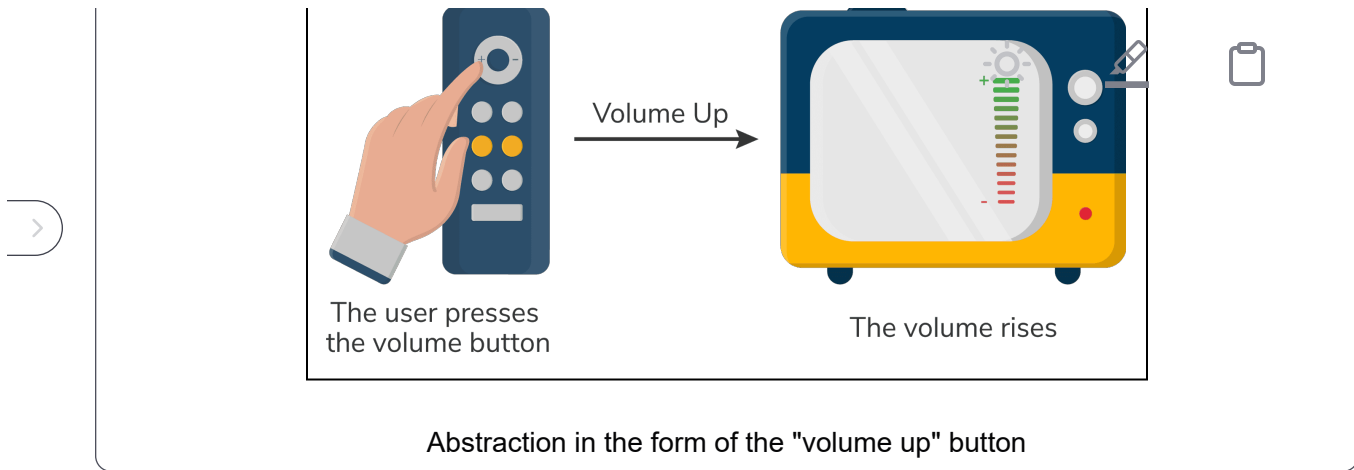 + -
Volume Up
+
-
The user presses
the volume button
The volume rises
Abstraction in the form of the "volume up" button